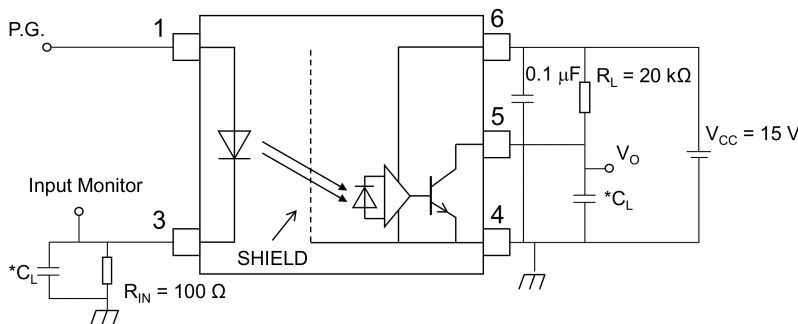 P.G.
1
6
0.1 μF
R_L = 20 kΩ
5
V_CC = 15 V
V_O
Input Monitor
*C_L
3
4
SHIELD
*C_L
R_IN = 100 Ω